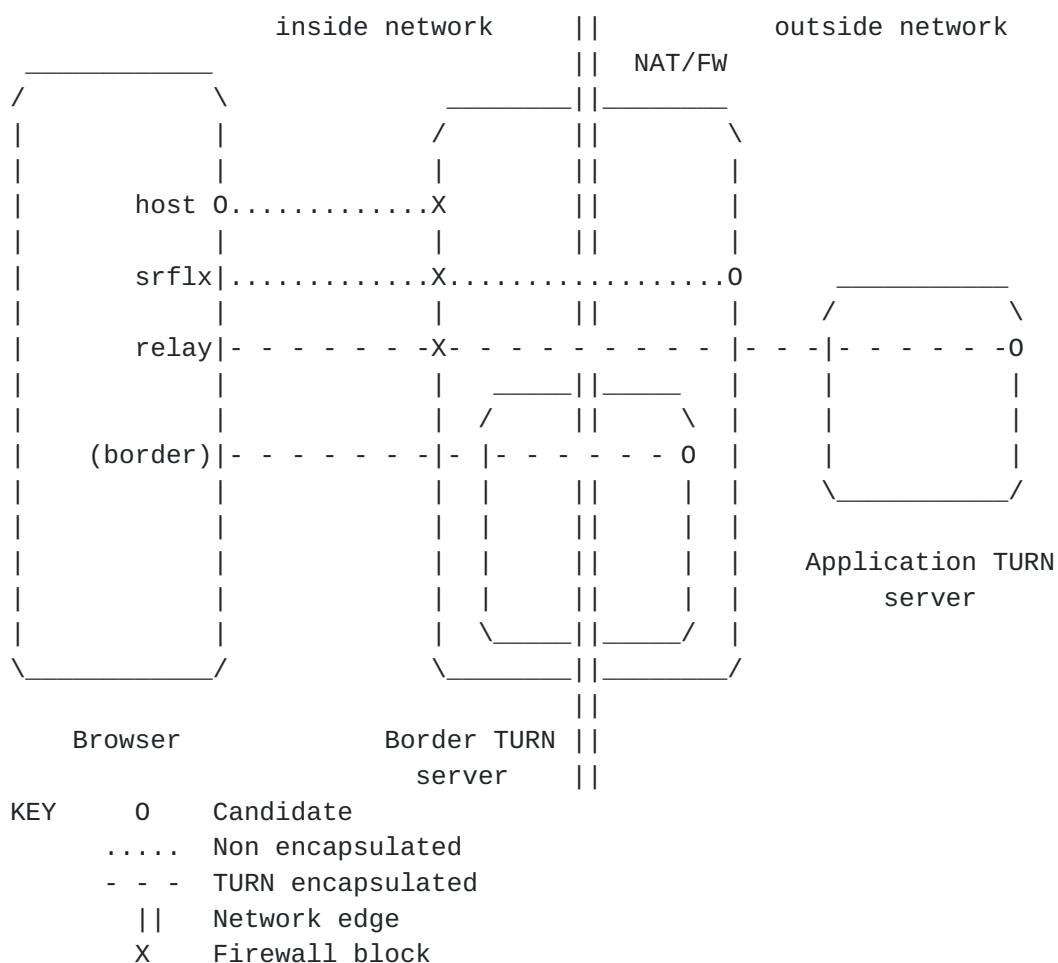 inside network || outside network
|| NAT/FW
host O.............X
srflx|.............X..................O
relay|- - - - - - -X- - - - - - - - - |- - -|- - - - - -O
(border)|- - - - - - -|- |- - - - - - O
Application TURN
server
Browser Border TURN ||
server ||
KEY O Candidate
..... Non encapsulated
- - - TURN encapsulated
|| Network edge
X Firewall block